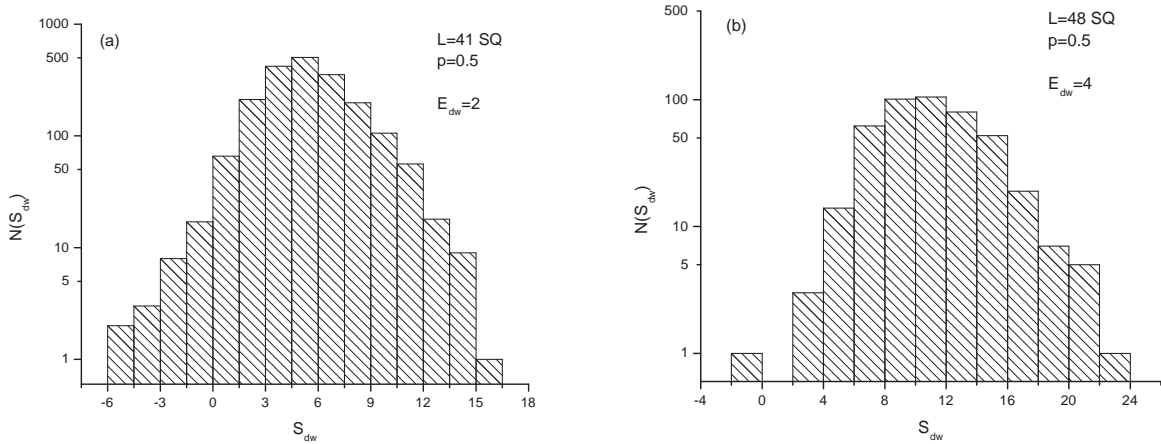 (a)
L=41 SQ
p=0.5
E_dw=2
1000
500
100
50
10
5
1
N(S_dw)
-6 -3 0 3 6 9 12 15 18
S_dw
(b)
L=48 SQ
p=0.5
E_dw=4
500
100
50
10
5
1
N(S_dw)
-4 0 4 8 12 16 20 24
S_dw